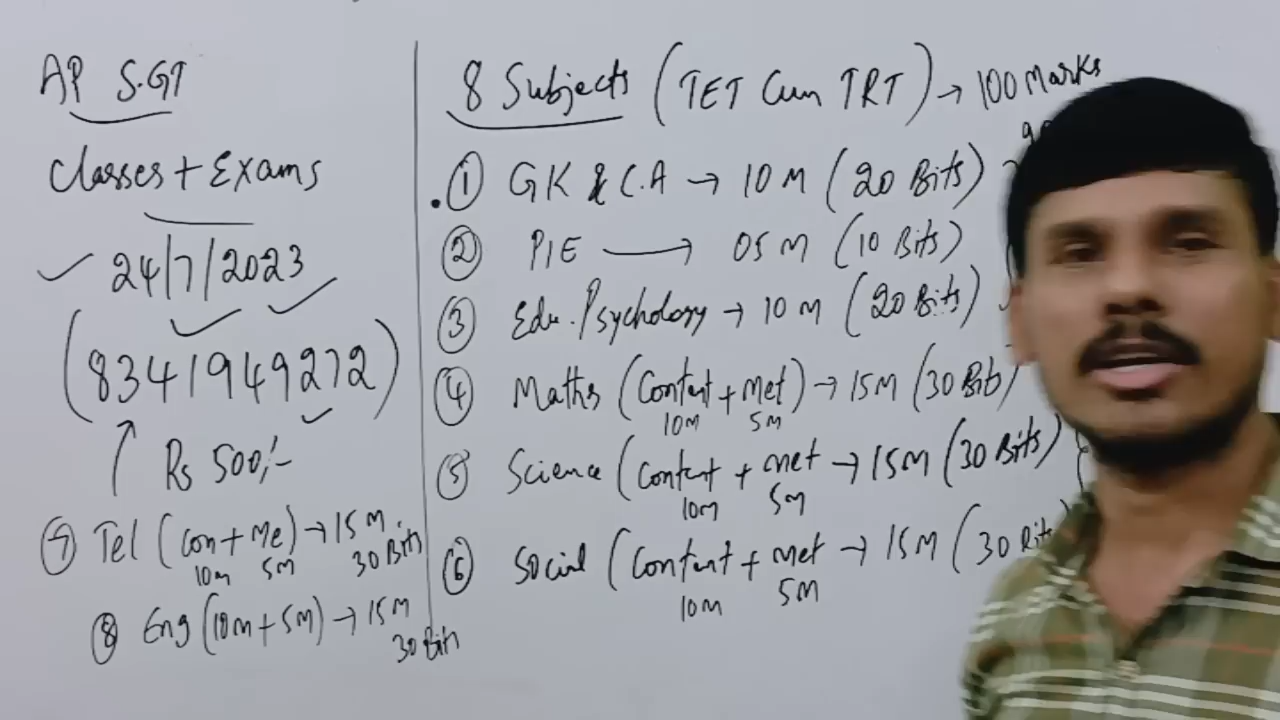 AP S.GT
Classes + Exams
24/7/2023
(8341949272)
Rs 500/-
8 Subjects (TET Cum TRT) → 100 Marks
① GK & C.A → 10 M (20 Bits)
② PIE → 05 M (10 Bits)
③ Edu. Psychology → 10 M (20 Bits)
④ Maths (Content + Met) → 15 M (30 Bits)
10M 5M
⑤ Science (Content + Met → 15 M (30 Bits)
10M 5M
⑥ Social (Content + Met → 15 M (30 Bits
10M 5M
⑦ Tel (Con + Me) → 15 M
10m 5M 30 Bits
⑧ Eng (10M + 5M) → 15 M
30 Bits